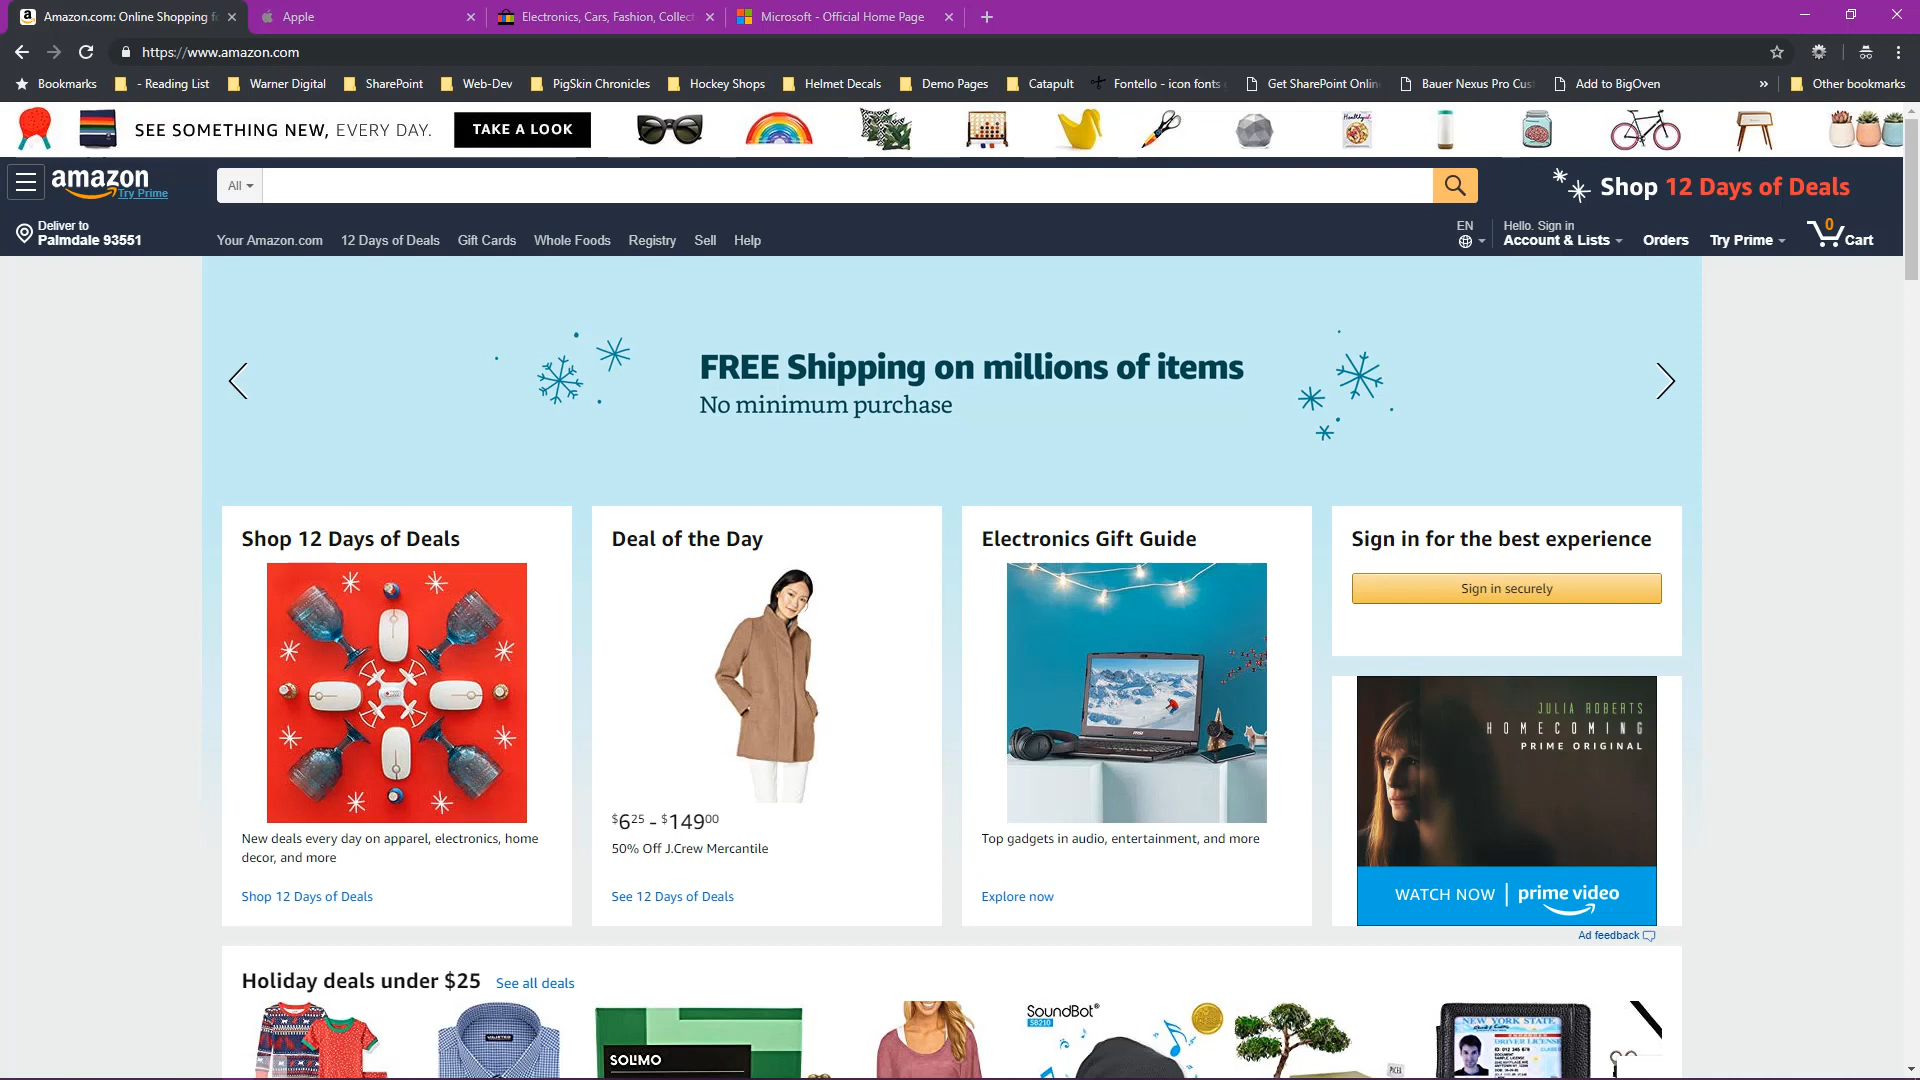 Amazon.com: Online Shopping f
Apple
Electronics, Cars, Fashion, Collect
Microsoft - Official Home Page
https://www.amazon.com
Bookmarks
- Reading List
Warner Digital
SharePoint
Web-Dev
PigSkin Chronicles
Hockey Shops
Helmet Decals
Demo Pages
Catapult
Fontello - icon fonts
Get SharePoint Onlin
Bauer Nexus Pro Cus
Add to BigOven
»
Other bookmarks
SEE SOMETHING NEW, EVERY DAY.
TAKE A LOOK
amazon
Try Prime
All
Shop 12 Days of Deals
Deliver to
Palmdale 93551
Your Amazon.com
12 Days of Deals
Gift Cards
Whole Foods
Registry
Sell
Help
EN
Hello. Sign in
Account & Lists
Orders
Try Prime
0
Cart
FREE Shipping on millions of items
No minimum purchase
Shop 12 Days of Deals
New deals every day on apparel, electronics, home
decor, and more
Shop 12 Days of Deals
Deal of the Day
$625 - $14900
50% Off J.Crew Mercantile
See 12 Days of Deals
Electronics Gift Guide
msi
Top gadgets in audio, entertainment, and more
Explore now
Sign in for the best experience
Sign in securely
JULIA ROBERTS
HOMECOMING
PRIME ORIGINAL
WATCH NOW | prime video
Ad feedback
Holiday deals under $25
See all deals
SOLIMO
SoundBot®
SB210
NEW YORK STATE
DRIVER LICENSE